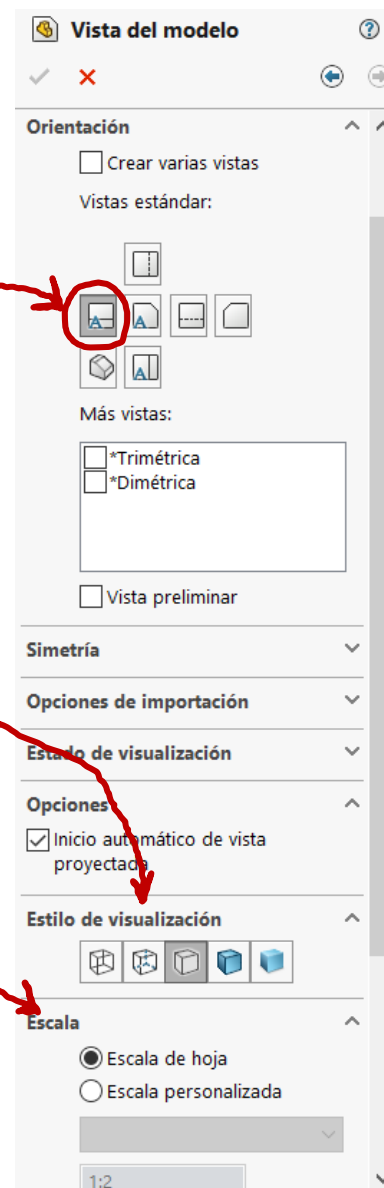 Vista del modelo
Orientación
Crear varias vistas
Vistas estándar:
A
A
A
Más vistas:
*Trimétrica
*Dimétrica
Vista preliminar
Simetría
Opciones de importación
Estado de visualización
Opciones
Inicio automático de vista
proyectada
Estilo de visualización
Escala
Escala de hoja
Escala personalizada
1:2